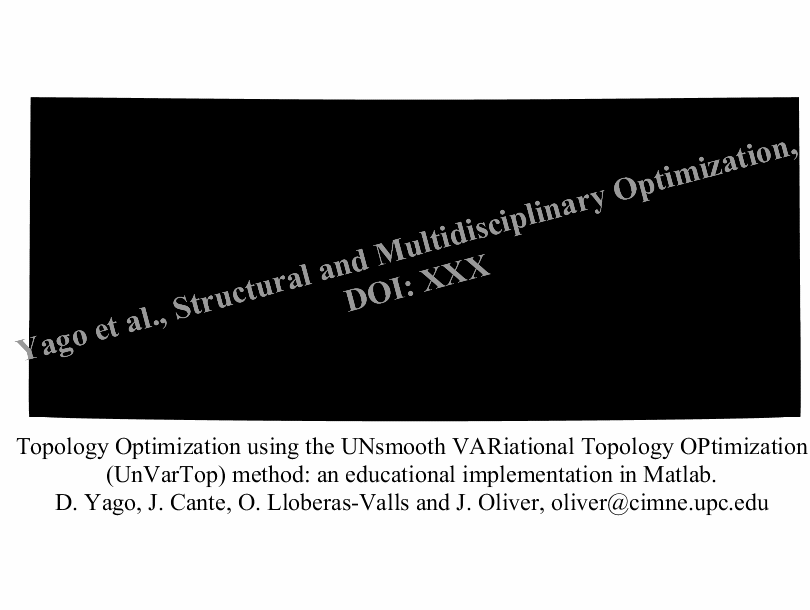 Yago et al., Structural and Multidisciplinary Optimization,
DOI: XXX
Topology Optimization using the UNsmooth VARiational Topology OPtimization
(UnVarTop) method: an educational implementation in Matlab.
D. Yago, J. Cante, O. Lloberas-Valls and J. Oliver, oliver@cimne.upc.edu